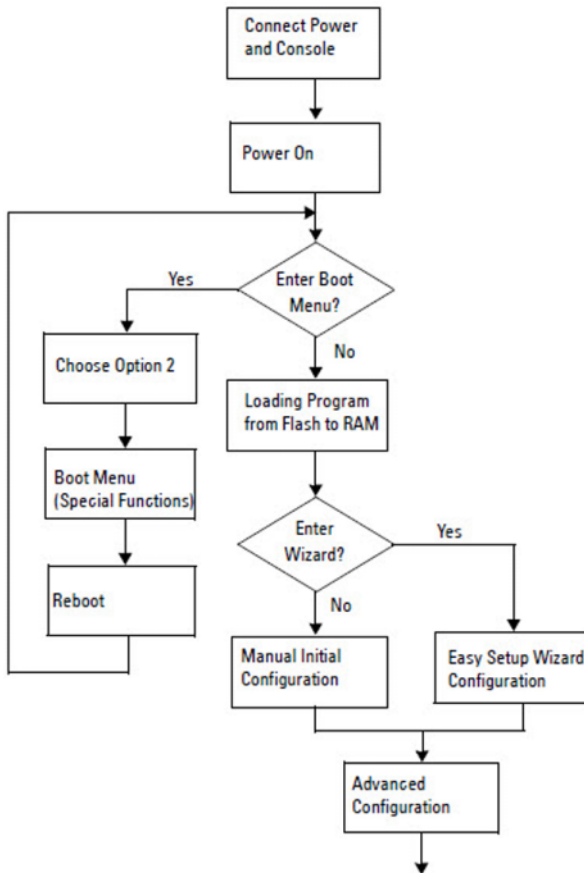 Connect Power
and Console
Power On
Enter Boot
Menu?
Yes
No
Choose Option 2
Loading Program
from Flash to RAM
Boot Menu
(Special Functions)
Enter
Wizard?
Yes
No
Reboot
Manual Initial
Configuration
Easy Setup Wizard
Configuration
Advanced
Configuration